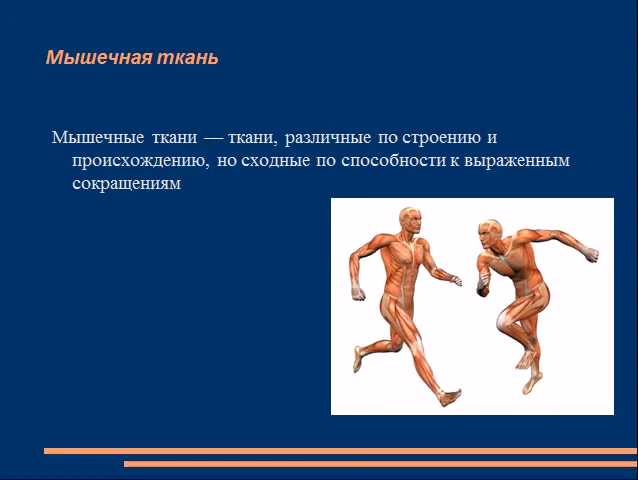 Мышечная ткань
Мышечные ткани — ткани, различные по строению и
происхождению, но сходные по способности к выраженным
сокращениям